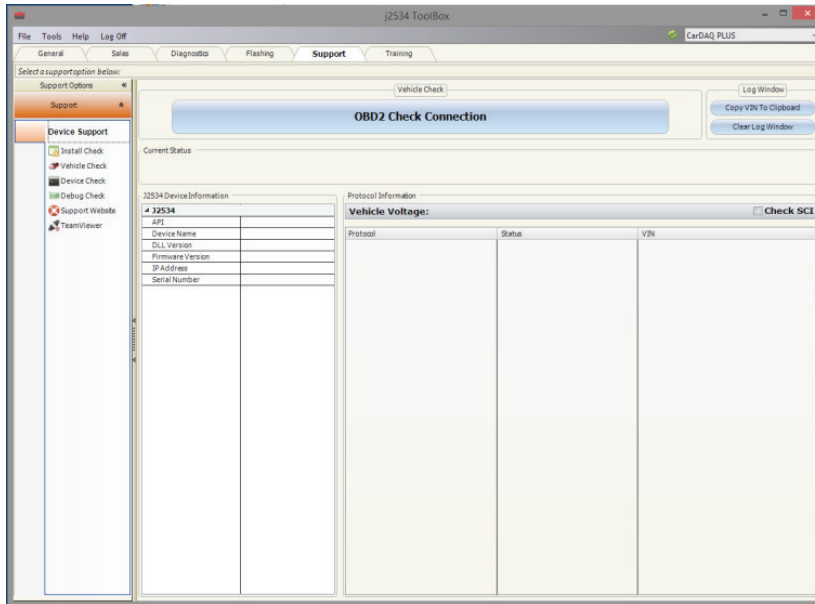 j2534 ToolBox
File Tools Help Log Off
CarDAQ PLUS
General Sales Diagnostics Flashing Support Training
Select a support option below:
Support Options «
Support
Device Support
Install Check
Vehicle Check
Device Check
Debug Check
Support Website
TeamViewer
Vehicle Check
OBD2 Check Connection
Log Window
Copy VIN To Clipboard
Clear Log Window
Current Status
J2534 Device Information
J2534
API
Device Name
DLL Version
Firmware Version
IP Address
Serial Number
Protocol Information
Vehicle Voltage:
Check SCI
Protocol Status VIN